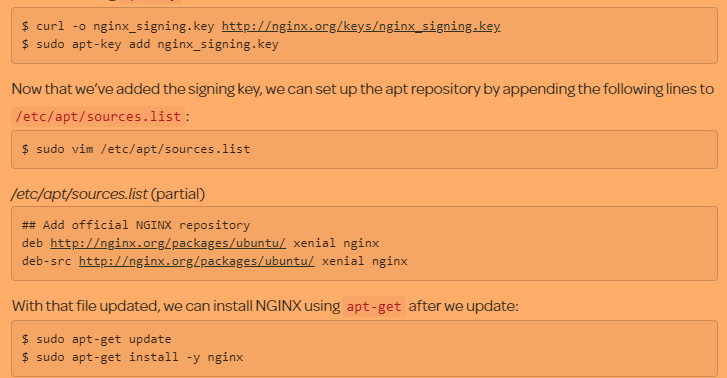 $ curl -o nginx_signing.key http://nginx.org/keys/nginx_signing.key
$ sudo apt-key add nginx_signing.key
Now that we’ve added the signing key, we can set up the apt repository by appending the following lines to
/etc/apt/sources.list:
$ sudo vim /etc/apt/sources.list
/etc/apt/sources.list (partial)
## Add official NGINX repository
deb http://nginx.org/packages/ubuntu/ xenial nginx
deb-src http://nginx.org/packages/ubuntu/ xenial nginx
With that file updated, we can install NGINX using apt-get after we update:
$ sudo apt-get update
$ sudo apt-get install -y nginx